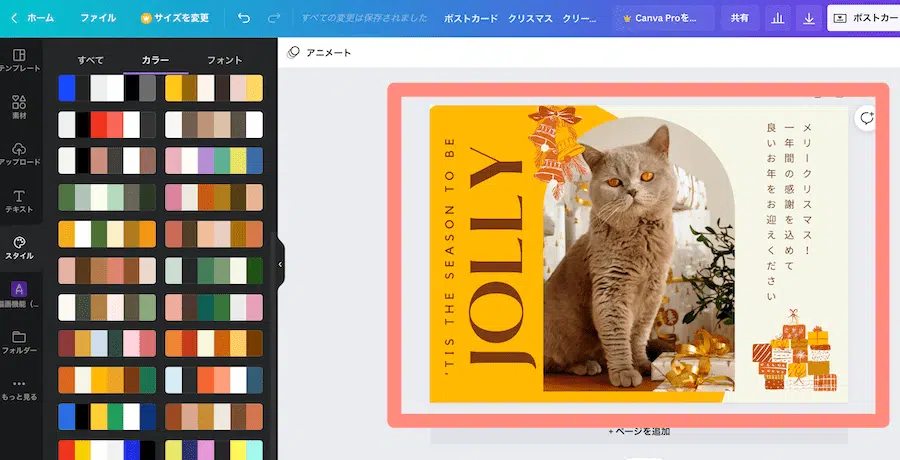 ホーム
ファイル
サイズを変更
すべての変更は保存されました
ポストカード クリスマス クリー...
Canva Proを...
共有
ポストカー
テンプレート
素材
アップロード
テキスト
スタイル
描画機能（...
フォルダー
もっと見る
すべて
カラー
フォント
アニメート
'TIS THE SEASON TO BE
JOLLY
メリークリスマス！
一年間の感謝を込めて
良いお年をお迎えください
+ ページを追加